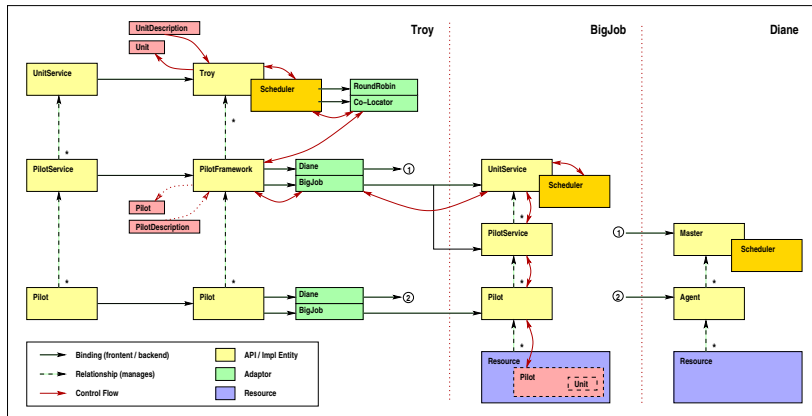 Troy
BigJob
Diane
UnitDescription
Unit
UnitService
Troy
Scheduler
RoundRobin
Co-Locator
*
*
PilotService
PilotFramework
Diane
BigJob
1
UnitService
Scheduler
Pilot
PilotDescription
*
*
*
PilotService
1
Master
Scheduler
*
*
Pilot
Pilot
Diane
BigJob
2
Pilot
2
Agent
*
*
Binding (frontent / backend)
API / Impl Entity
Relationship (manages)
Adaptor
Control Flow
Resource
Resource
Pilot
Unit
Resource